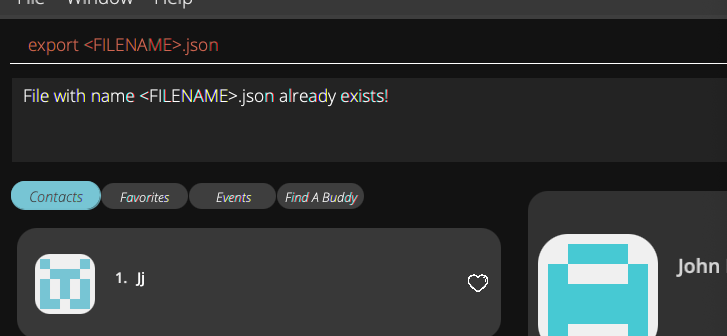 File Window Help
export <FILENAME>.json
File with name <FILENAME>.json already exists!
Contacts Favorites Events Find A Buddy
1. Jj
John